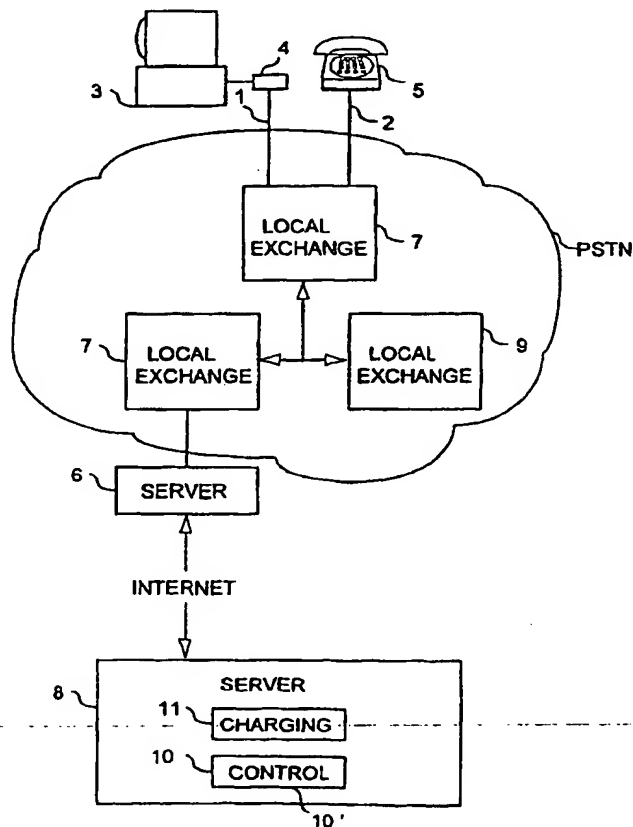 4
3
1
2
5
LOCAL
EXCHANGE
7
PSTN
7
LOCAL
EXCHANGE
LOCAL
EXCHANGE
9
6
SERVER
INTERNET
8
SERVER
11
CHARGING
10
CONTROL
10'